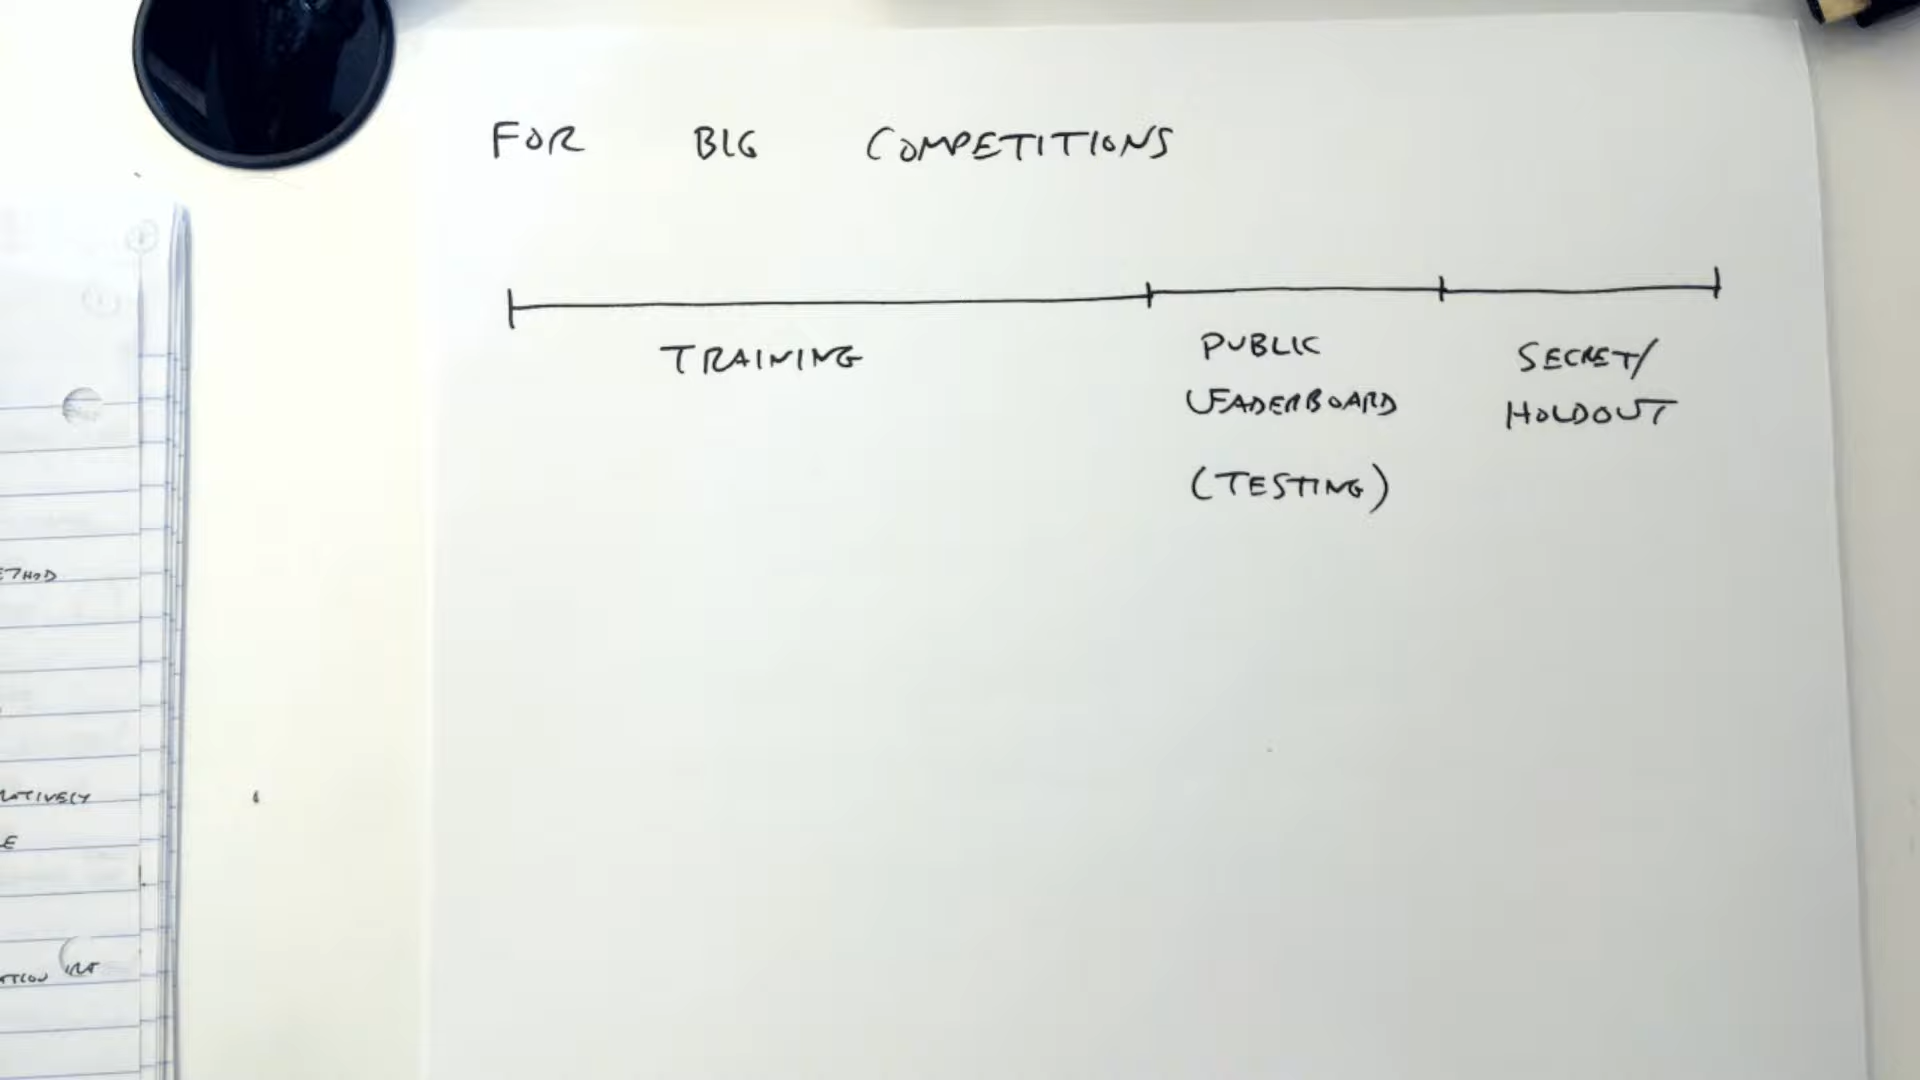 FOR BIG COMPETITIONS
TRAINING
PUBLIC
LEADERBOARD
(TESTING)
SECRET/
HOLDOUT